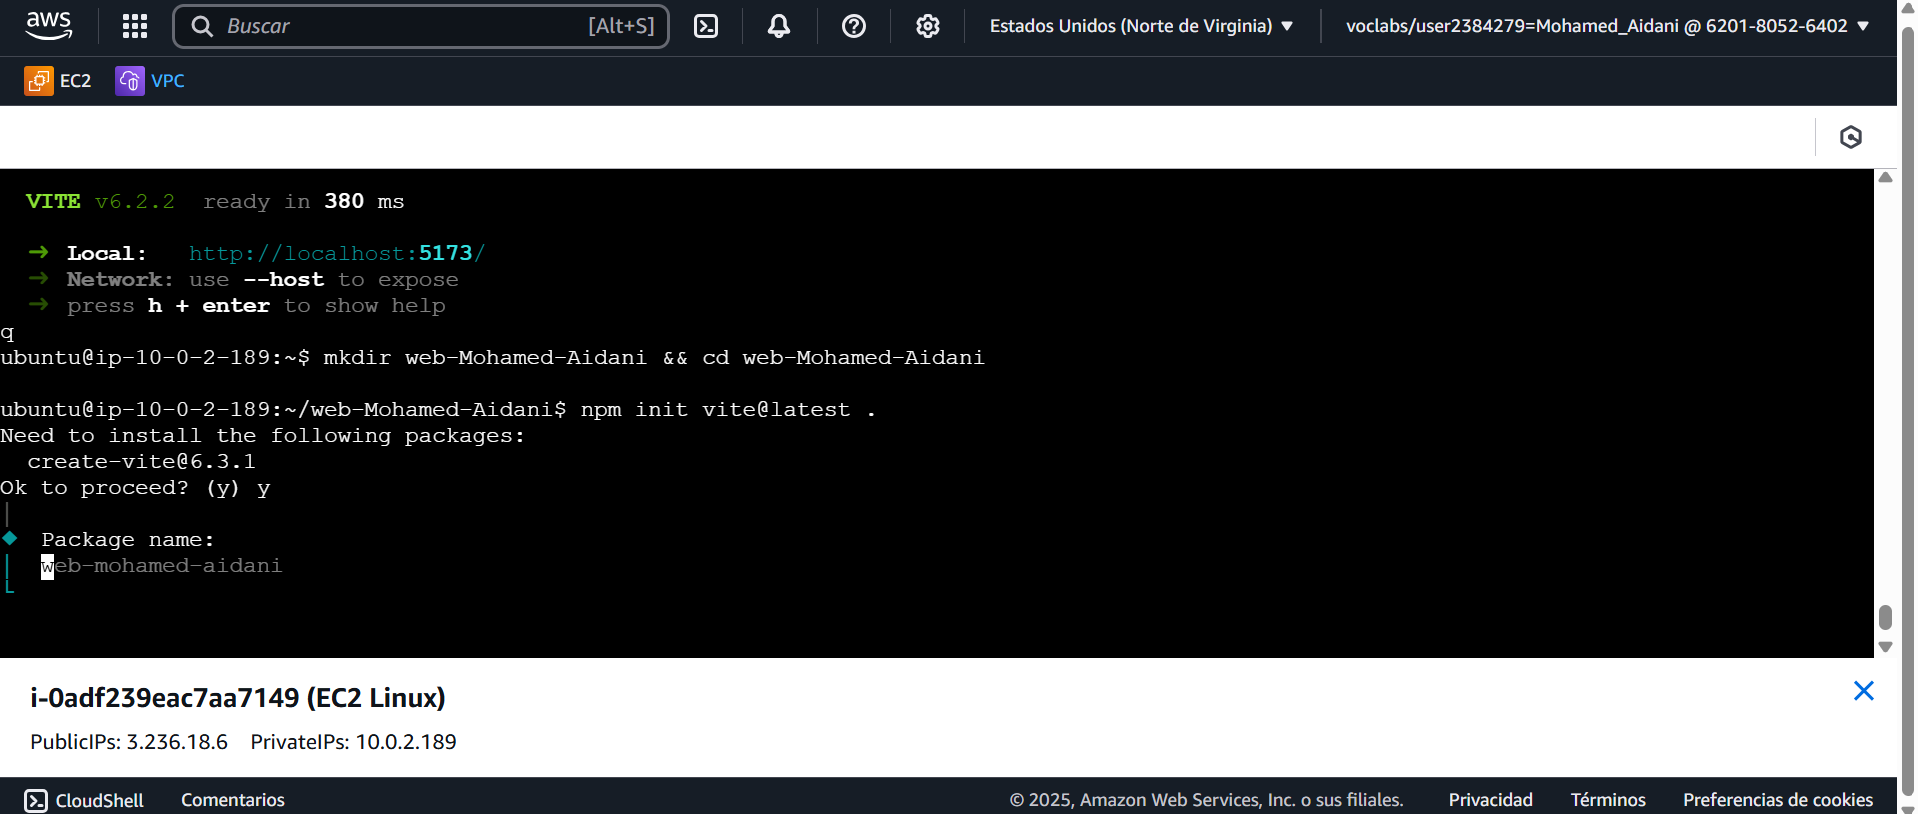 aws
Buscar [Alt+S]
Estados Unidos (Norte de Virginia)
voclabs/user2384279=Mohamed_Aidani @ 6201-8052-6402
EC2 VPC
VITE v6.2.2 ready in 380 ms
➜ Local: http://localhost:5173/
➜ Network: use --host to expose
➜ press h + enter to show help
q
ubuntu@ip-10-0-2-189:~$ mkdir web-Mohamed-Aidani && cd web-Mohamed-Aidani
ubuntu@ip-10-0-2-189:~/web-Mohamed-Aidani$ npm init vite@latest .
Need to install the following packages:
create-vite@6.3.1
Ok to proceed? (y) y
Package name:
web-mohamed-aidani
i-0adf239eac7aa7149 (EC2 Linux)
PublicIPs: 3.236.18.6 PrivateIPs: 10.0.2.189
CloudShell Comentarios © 2025, Amazon Web Services, Inc. o sus filiales. Privacidad Términos Preferencias de cookies